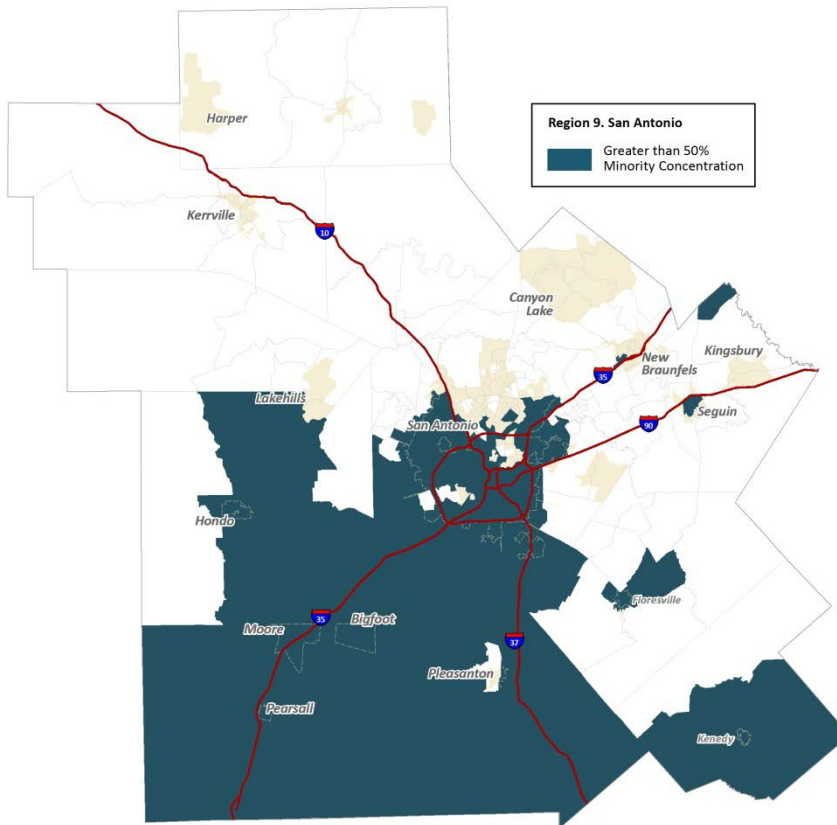 Region 9. San Antonio
Greater than 50%
Minority Concentration
Harper
Kerrville
10
Canyon
Lake
New
Braunfels
Kingsbury
35
Lakehills
San Antonio
Seguin
90
Hondo
Floresville
35
Moore
Bigfoot
37
Pleasanton
Pearsall
Kenedy